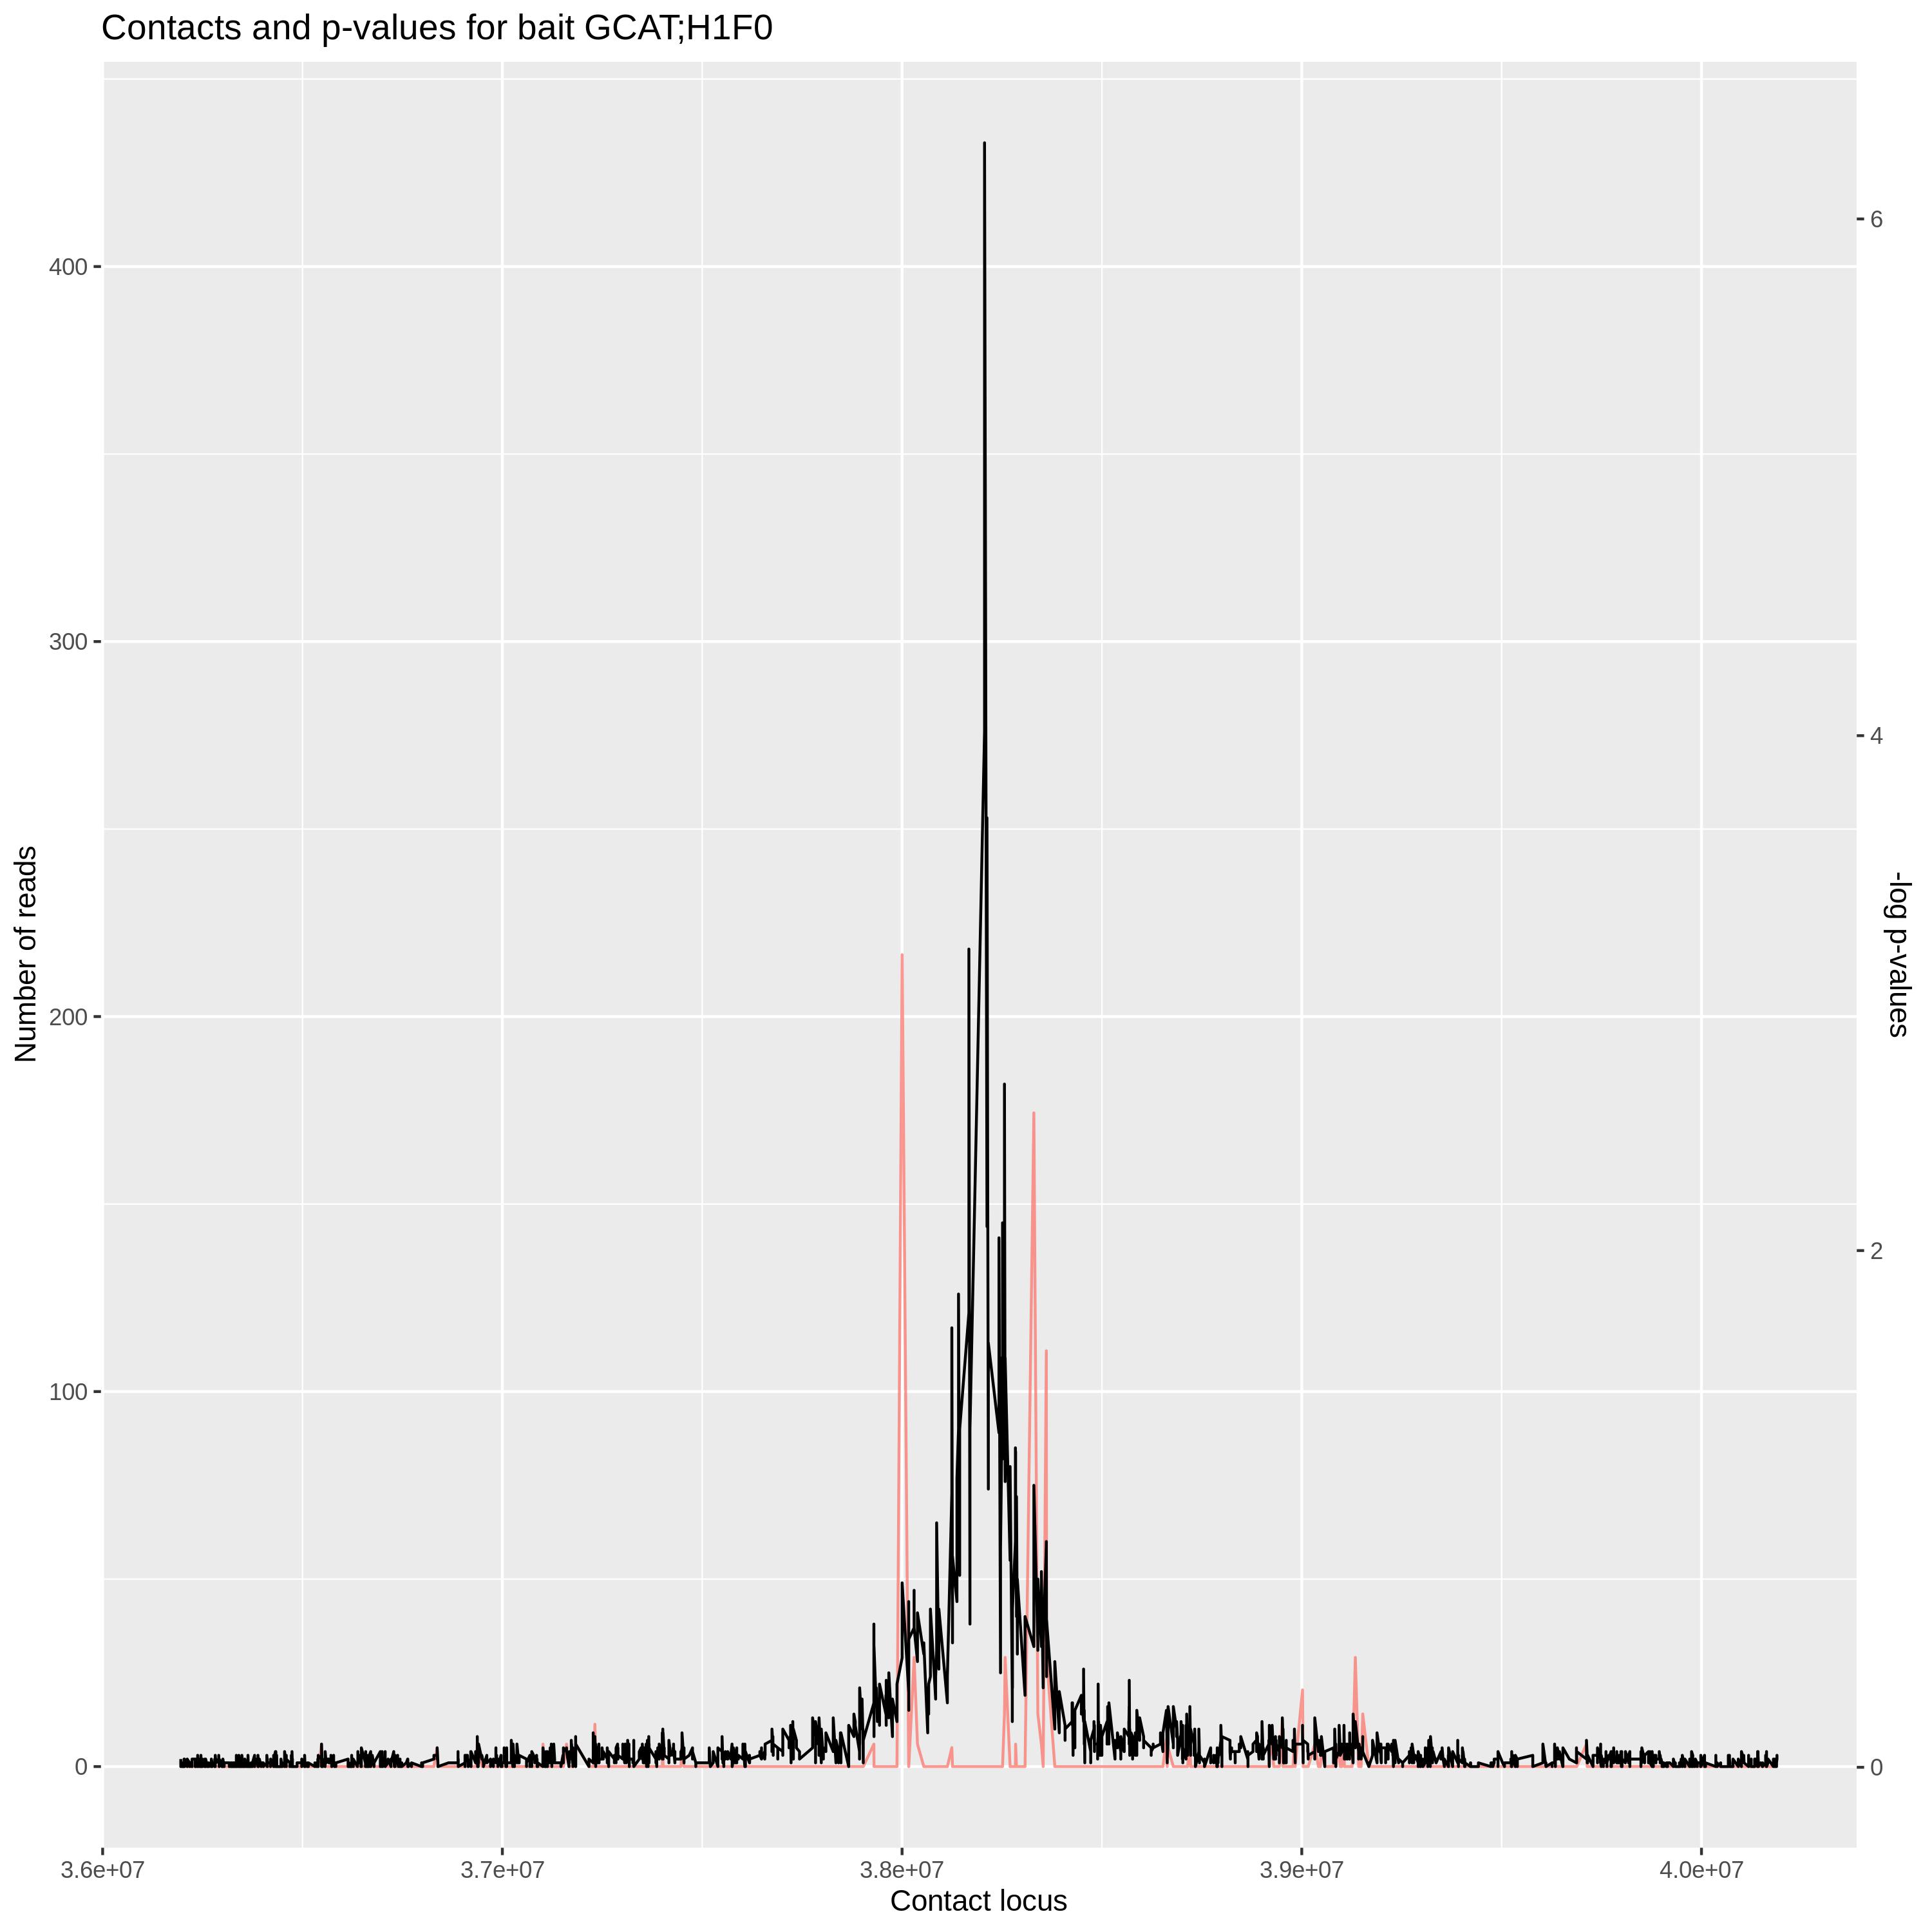 Contacts and p-values for bait GCAT;H1F0
Number of reads
400
300
200
100
0
6
4
2
0
-log p-values
3.6e+07
3.7e+07
3.8e+07
3.9e+07
4.0e+07
Contact locus